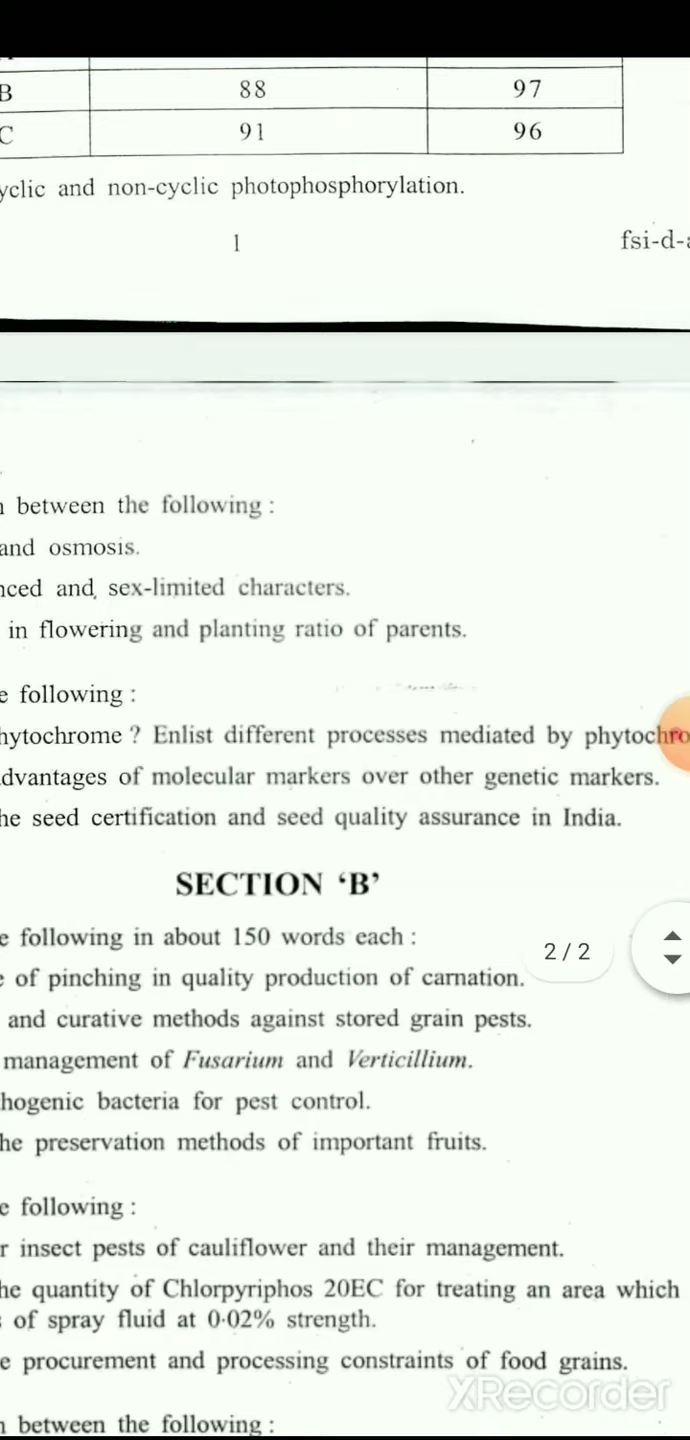 B 88 97
C 91 96
yclic and non-cyclic photophosphorylation.
1 fsi-d-
between the following :
and osmosis.
nced and, sex-limited characters.
in flowering and planting ratio of parents.
e following :
hytochrome ? Enlist different processes mediated by phytochro
dvantages of molecular markers over other genetic markers.
he seed certification and seed quality assurance in India.
SECTION ‘B’
e following in about 150 words each :
2 / 2
e of pinching in quality production of carnation.
and curative methods against stored grain pests.
management of Fusarium and Verticillium.
hogenic bacteria for pest control.
he preservation methods of important fruits.
e following :
r insect pests of cauliflower and their management.
he quantity of Chlorpyriphos 20EC for treating an area which
of spray fluid at 0·02% strength.
e procurement and processing constraints of food grains.
XRecorder
between the following :